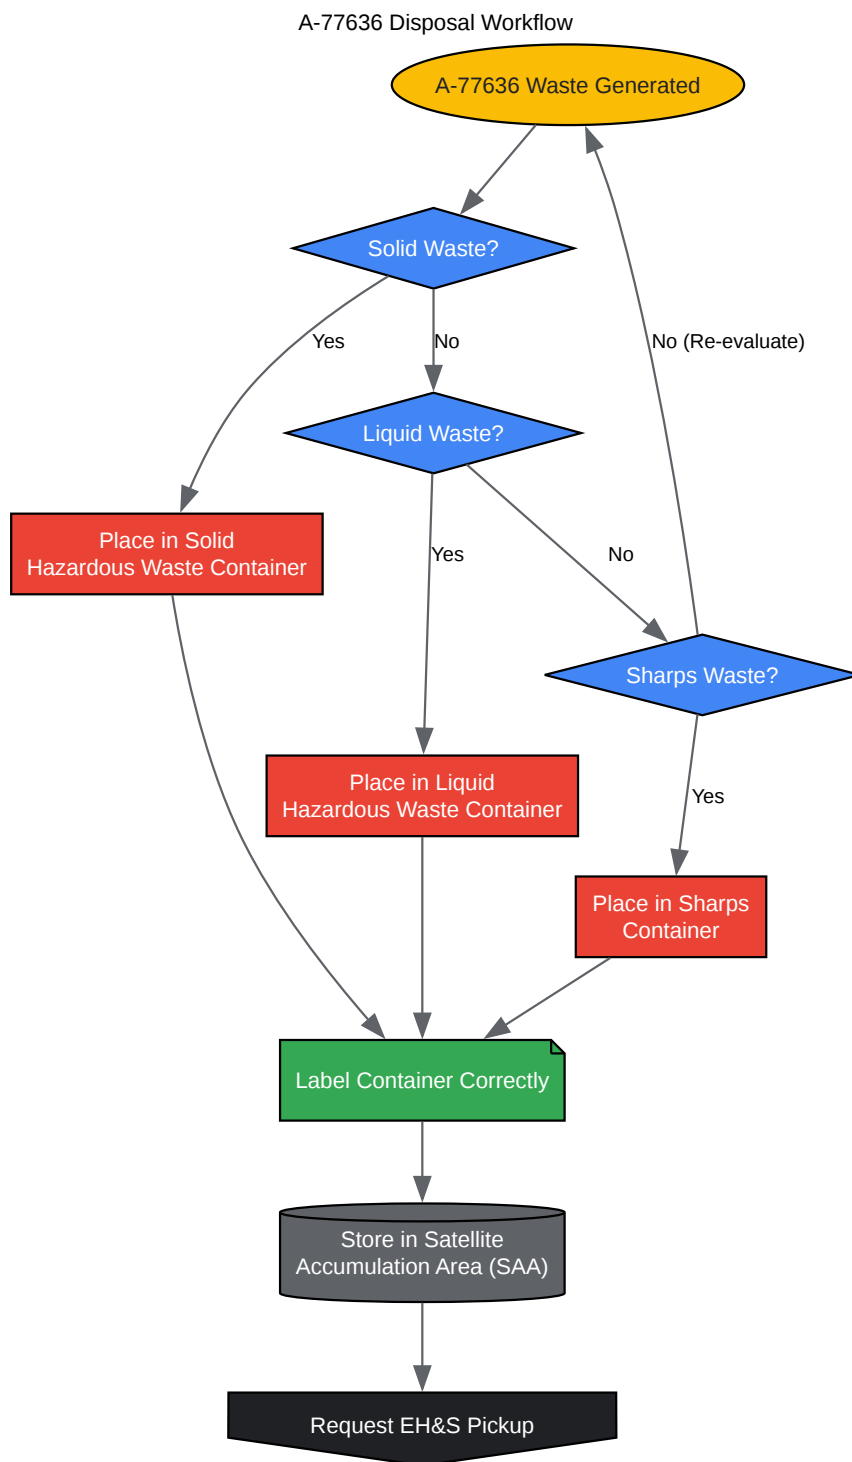 A-77636 Disposal Workflow
A-77636 Waste Generated
Solid Waste?
Yes
No
No (Re-evaluate)
Liquid Waste?
Place in Solid
Hazardous Waste Container
Yes
No
Sharps Waste?
Place in Liquid
Hazardous Waste Container
Yes
Place in Sharps
Container
Label Container Correctly
Store in Satellite
Accumulation Area (SAA)
Request EH&S Pickup